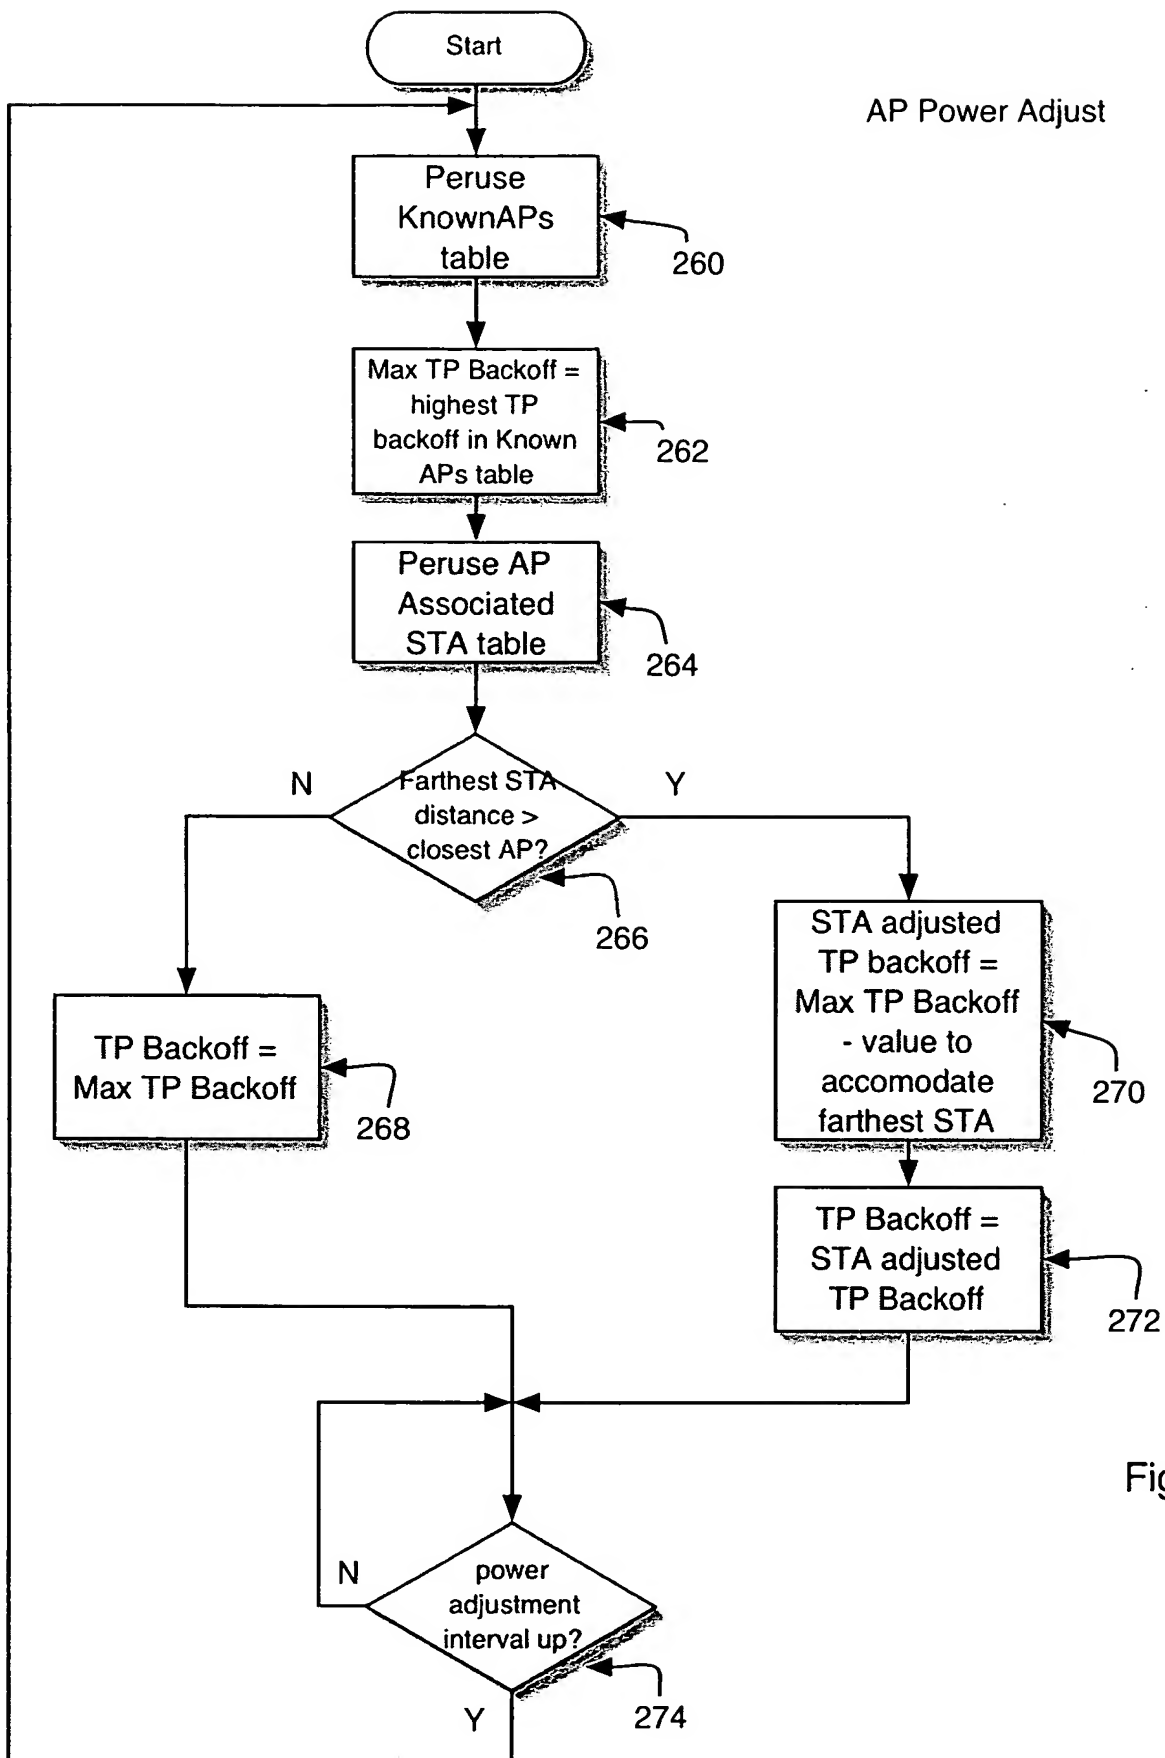 Start
AP Power Adjust
Peruse
KnownAPs
table
260
Max TP Backoff =
highest TP
backoff in Known
APs table
262
Peruse AP
Associated
STA table
264
N
Farthest STA
distance >
closest AP?
Y
266
STA adjusted
TP backoff =
Max TP Backoff
- value to
accomodate
farthest STA
270
TP Backoff =
Max TP Backoff
268
TP Backoff =
STA adjusted
TP Backoff
272
Fig
N
power
adjustment
interval up?
274
Y